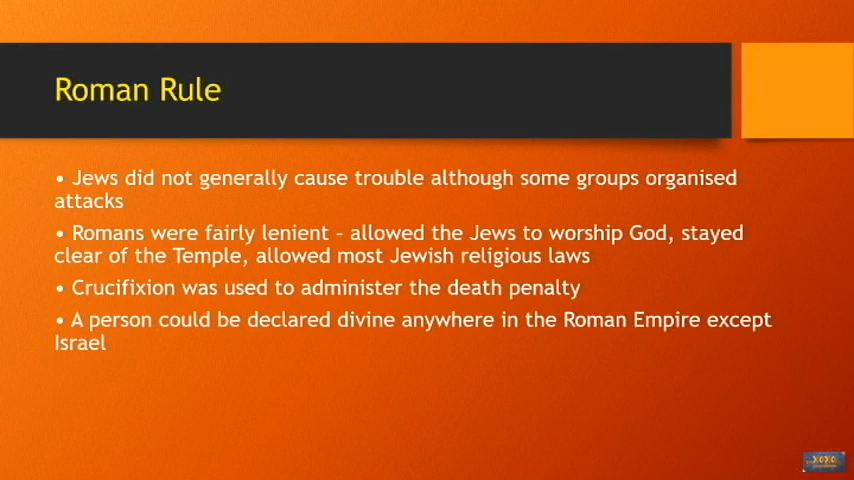 Roman Rule
• Jews did not generally cause trouble although some groups organised
attacks
• Romans were fairly lenient - allowed the Jews to worship God, stayed
clear of the Temple, allowed most Jewish religious laws
• Crucifixion was used to administer the death penalty
• A person could be declared divine anywhere in the Roman Empire except
Israel